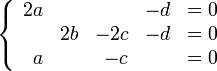 2a -d = 0
2b -2c -d = 0
a -c = 0